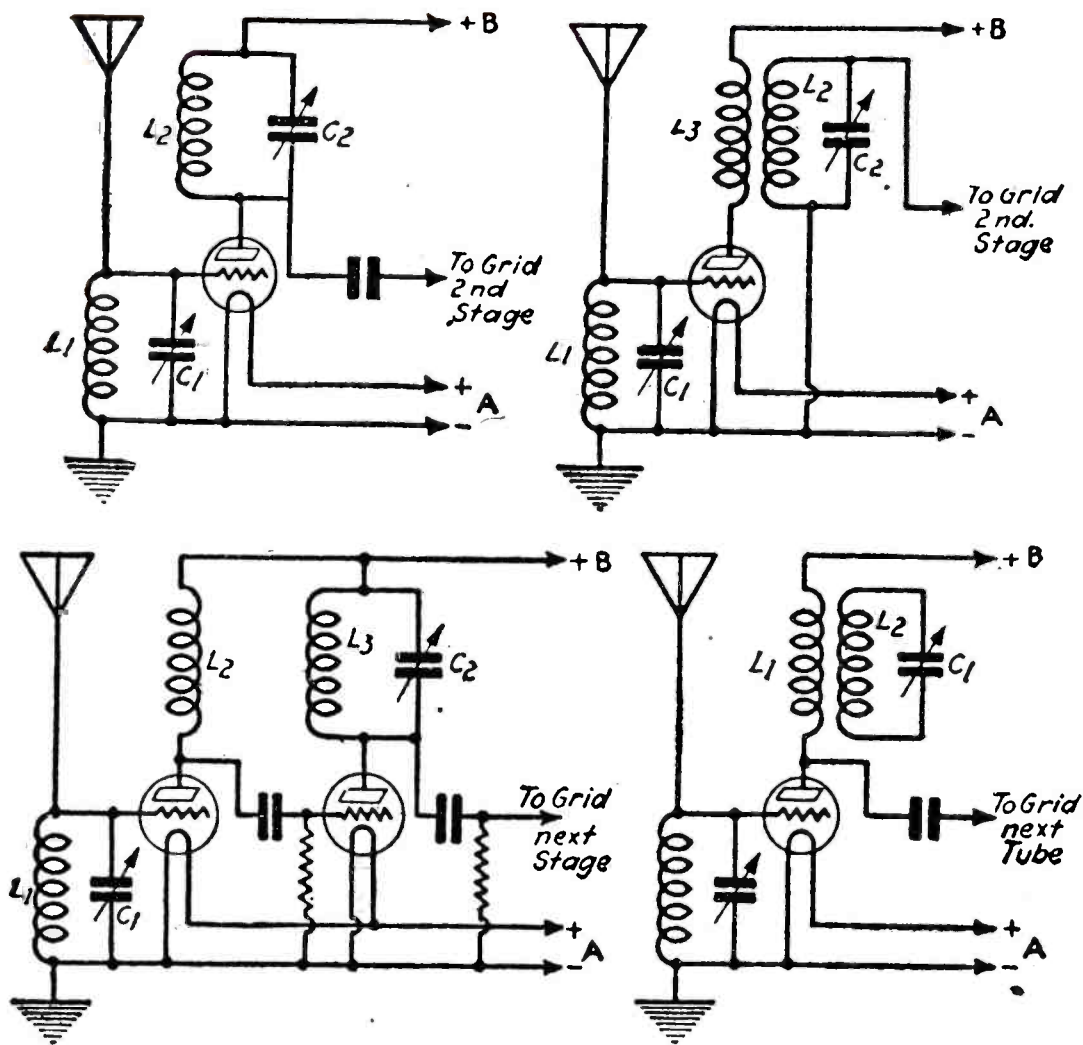 +B
L2
C2
To Grid
2nd
Stage
L1
C1
+
A
-
+B
L3
L2
C2
To Grid
2nd.
Stage
L1
C1
+
A
-
+B
L2
L3
C2
To Grid
next
Stage
L1
C1
+
A
-
+B
L1
L2
C1
To Grid
next
Tube
+
A
-